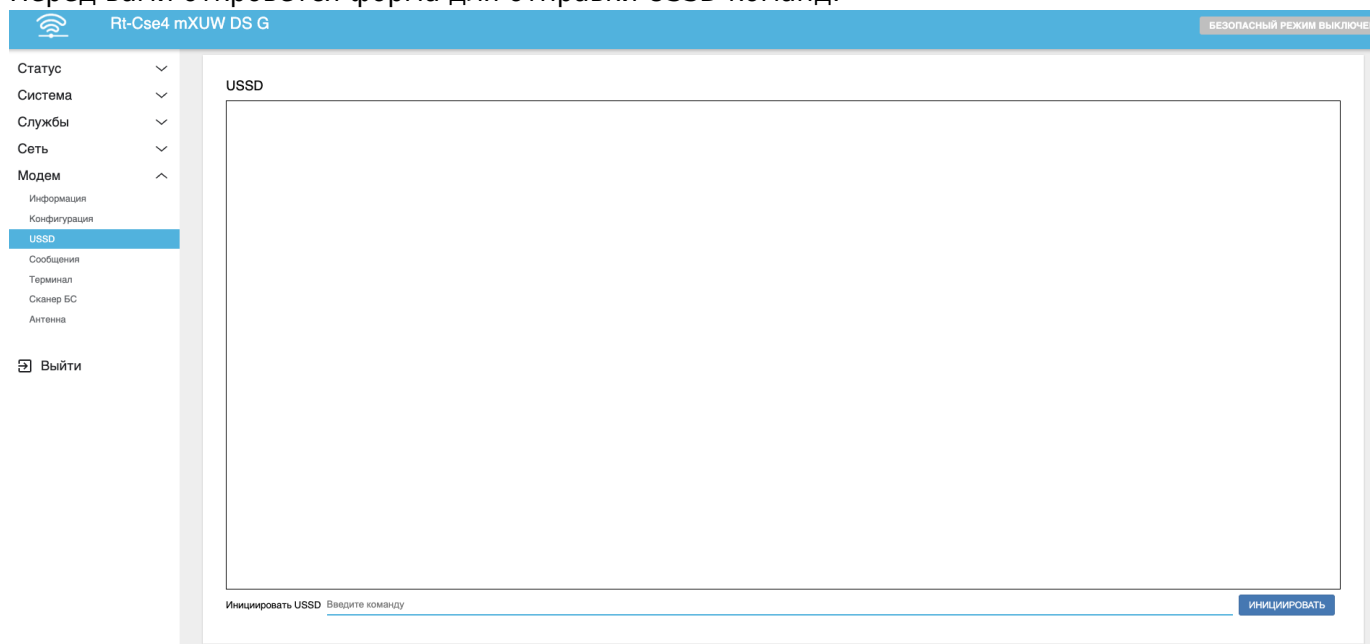 Перед вами откроется форма для отправки USSD-команд:
Rt-Cse4 mXUW DS G
БЕЗОПАСНЫЙ РЕЖИМ ВЫКЛЮЧЕ
Статус
Система
Службы
Сеть
Модем
Информация
Конфигурация
USSD
Сообщения
Терминал
Сканер БС
Антенна
Выйти
USSD
Инициировать USSD Введите команду
ИНИЦИИРОВАТЬ